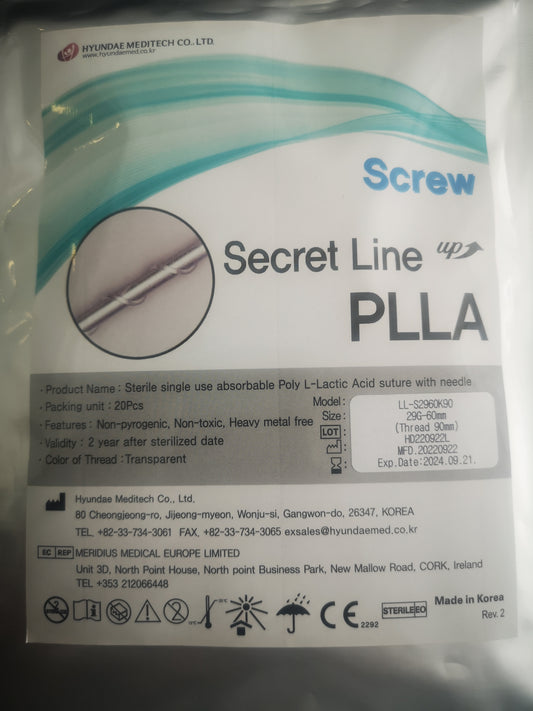 HYUNDAE MEDITECH CO., LTD.
www.hyundaemed.co.kr
Screw
Secret Line up
PLLA
· Product Name : Sterile single use absorbable Poly L-Lactic Acid suture with needle
· Packing unit : 20Pcs
· Features : Non-pyrogenic, Non-toxic, Heavy metal free
· Validity : 2 year after sterilized date
· Color of Thread : Transparent
Model : LL-S2960K90
Size : 29G-60mm
(Thread 90mm)
LOT : HD220922L
: MFD.20220922
: Exp.Date:2024.09.21.
Hyundae Meditech Co., Ltd.
80 Cheongjeong-ro, Jijeong-myeon, Wonju-si, Gangwon-do, 26347, KOREA
TEL. +82-33-734-3061 FAX. +82-33-734-3065 exsales@hyundaemed.co.kr
EC REP MERIDIUS MEDICAL EUROPE LIMITED
Unit 3D, North Point House, North point Business Park, New Mallow Road, CORK, Ireland
TEL +353 212066448
CE 2292 STERILE EO
Made in Korea
Rev. 2